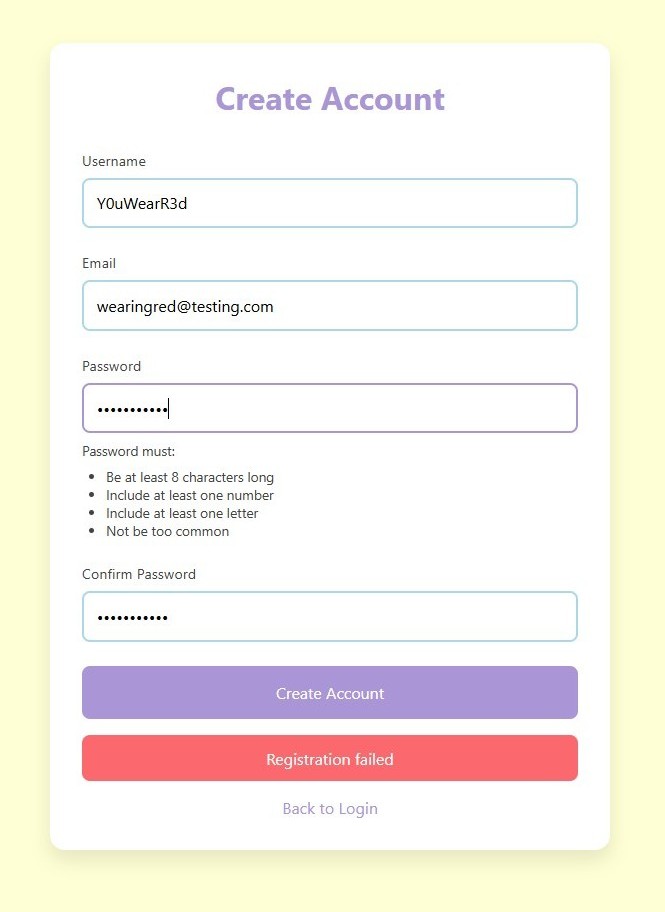 Create Account
Username
Y0uWearR3d
Email
wearingred@testing.com
Password
•••••••••••
Password must:
• Be at least 8 characters long
• Include at least one number
• Include at least one letter
• Not be too common
Confirm Password
•••••••••••
Create Account
Registration failed
Back to Login